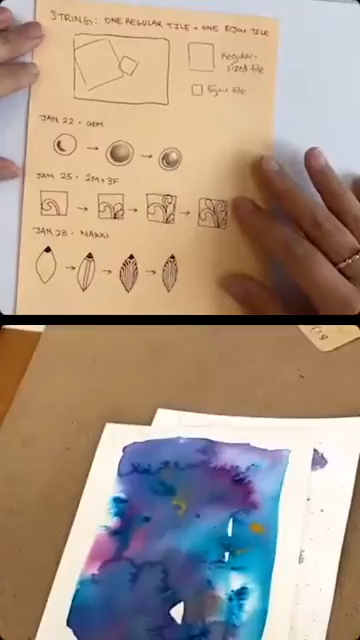 STRING: ONE REGULAR TILE + ONE BIJOU TILE
Regular-
sized tile
Bijou tile
JAN 22 · GEM
JAN 25 · 2M+3F
JAN 28 ·